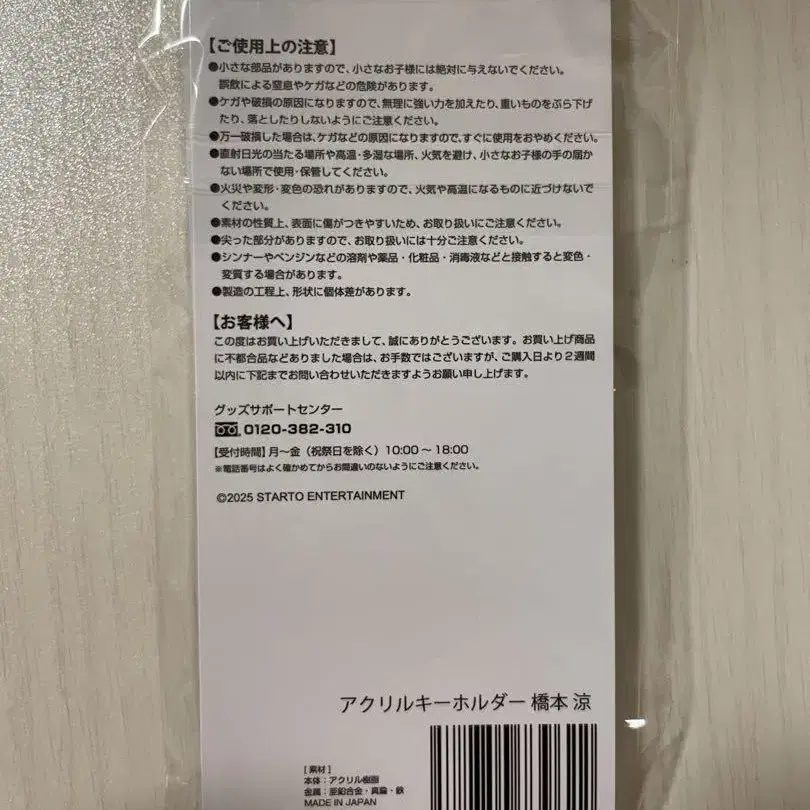 【ご使用上の注意】
●小さな部品がありますので、小さなお子様には絶対に与えないでください。
誤飲による窒息やケガなどの危険があります。
●ケガや破損の原因になりますので、無理に強い力を加えたり、重いものをぶら下げ
たり、落としたりしないようにご注意ください。
●万一破損した場合は、ケガなどの原因になりますので、すぐに使用をおやめください。
●直射日光の当たる場所や高温・多湿な場所、火気を避け、小さなお子様の手の届か
ない場所で使用・保管してください。
●火災や変形・変色の恐れがありますので、火気や高温になるものに近づけないで
ください。
●素材の性質上、表面に傷がつきやすいため、お取り扱いにご注意ください。
●尖った部分がありますので、お取り扱いには十分ご注意ください。
●シンナーやベンジンなどの溶剤や薬品・化粧品・消毒液などと接触すると変色・
変質する場合があります。
●製造の工程上、形状に個体差があります。
【お客様へ】
この度はお買い上げいただきまして、誠にありがとうございます。お買い上げ商品
に不都合品などありました場合は、お手数ではございますが、ご購入日より2週間
以内に下記までお問い合わせいただきますようお願い申し上げます。
グッズサポートセンター
0120-382-310
【受付時間】月〜金（祝祭日を除く）10:00〜18:00
※電話番号はよく確かめてからお間違いのないようにご注意ください。
©2025 STARTO ENTERTAINMENT
アクリルキーホルダー 橋本 涼
[素材]
本体：アクリル樹脂
金属：亜鉛合金・真鍮・鉄
MADE IN JAPAN